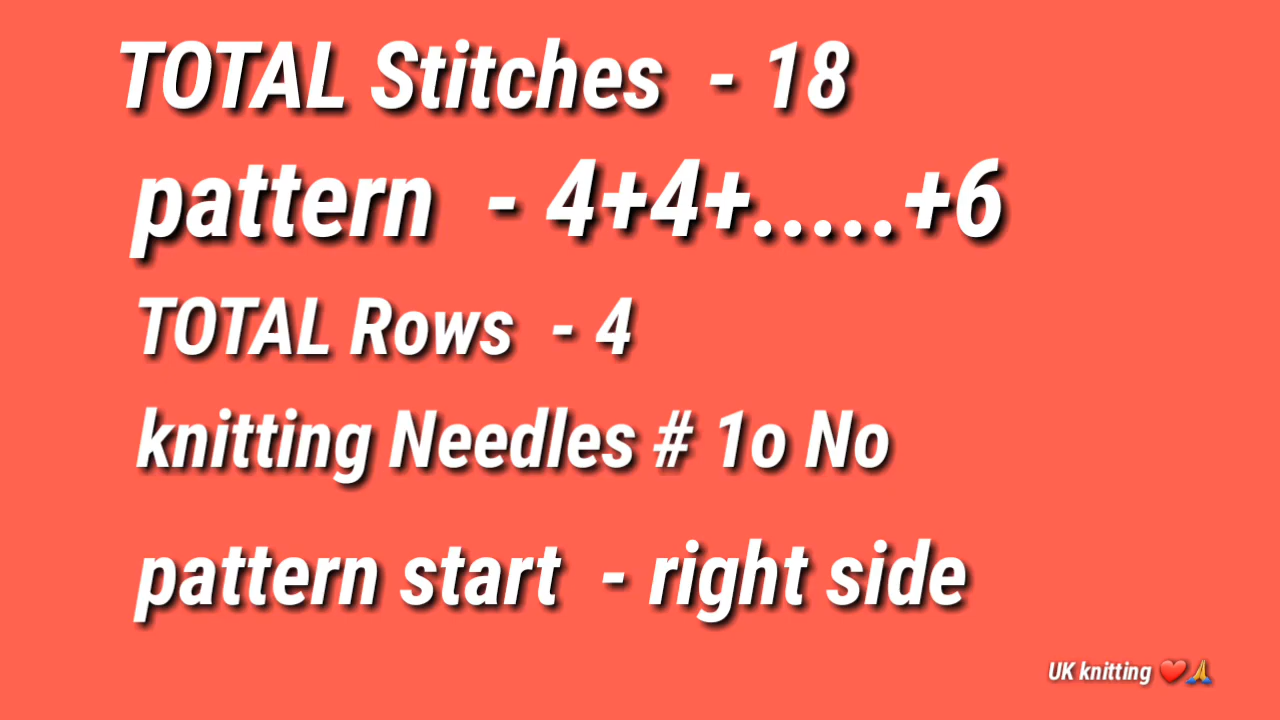 TOTAL Stitches - 18
pattern - 4+4+.....+6
TOTAL Rows - 4
knitting Needles # 1o No
pattern start - right side
UK knitting ❤️🙏